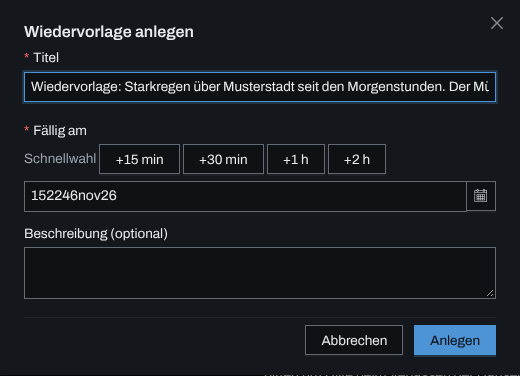 Wiedervorlage anlegen
* Titel
Wiedervorlage: Starkregen über Musterstadt seit den Morgenstunden. Der Mü
* Fällig am
Schnellwahl +15 min +30 min +1 h +2 h
152246nov26
Beschreibung (optional)
Abbrechen Anlegen